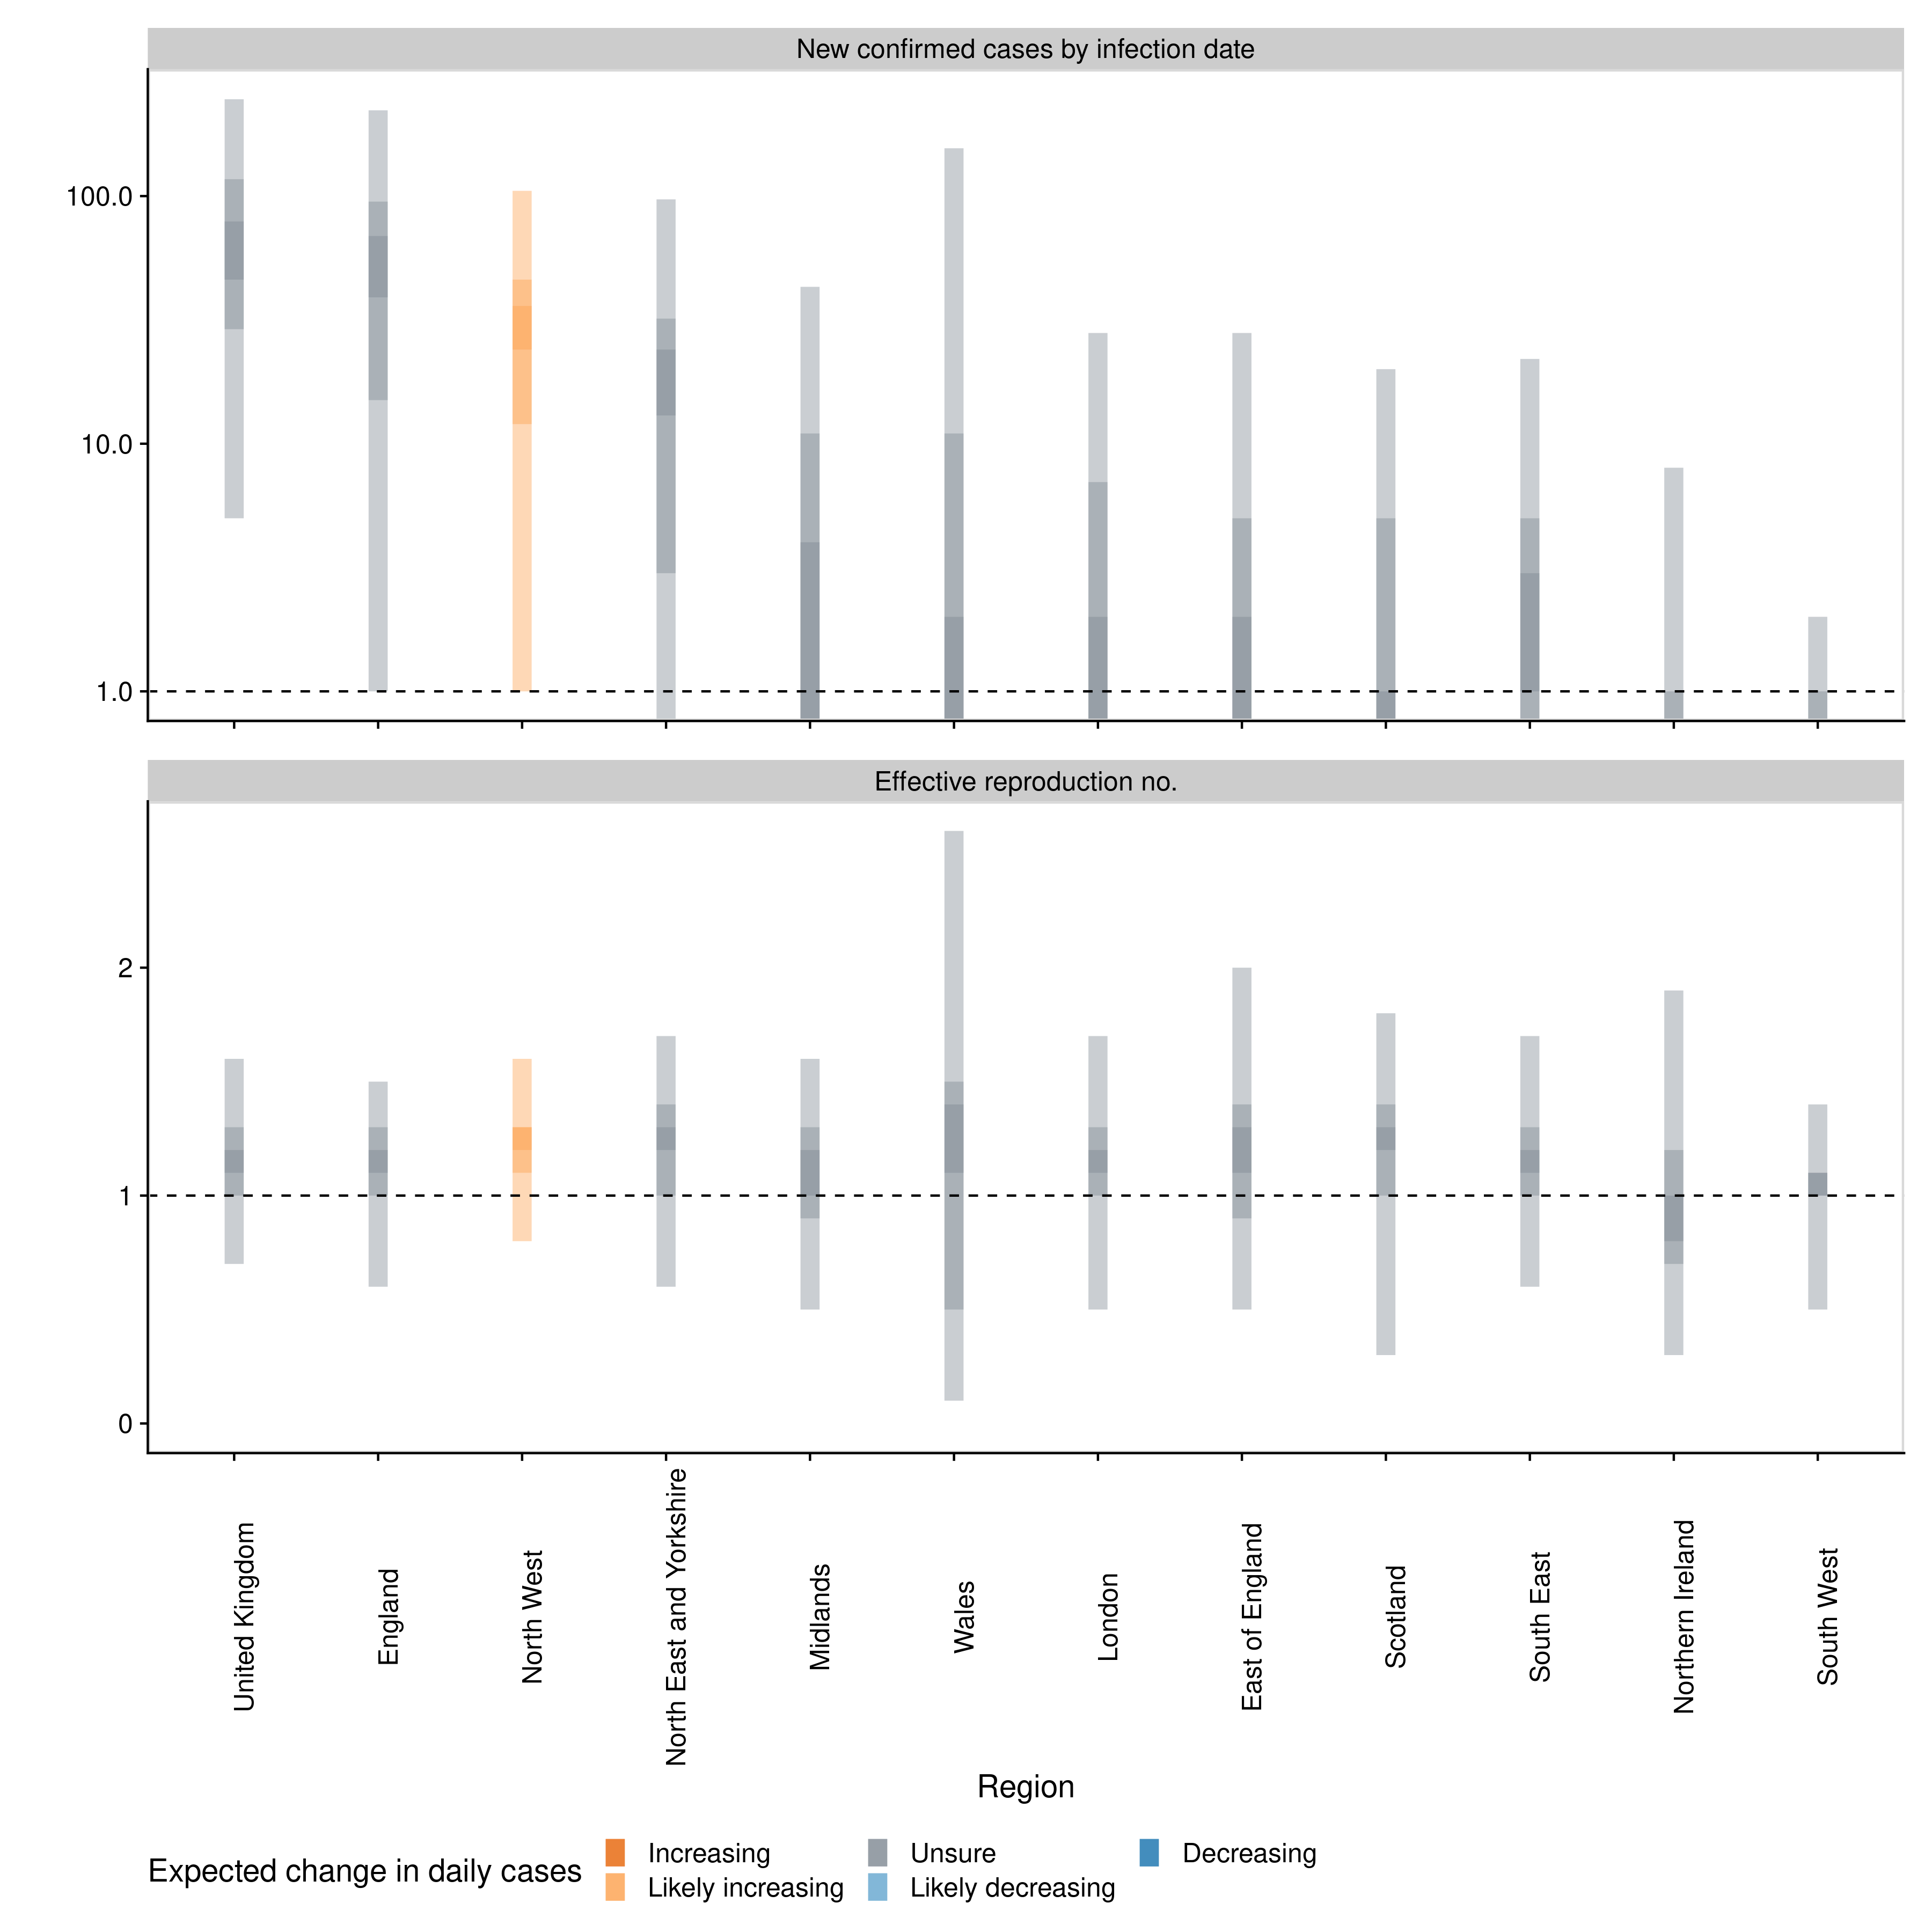 New confirmed cases by infection date
100.0
10.0
1.0
Effective reproduction no.
2
1
0
United Kingdom
England
North West
North East and Yorkshire
Midlands
Wales
London
East of England
Scotland
South East
Northern Ireland
South West
Region
Expected change in daily cases
Increasing
Likely increasing
Unsure
Likely decreasing
Decreasing